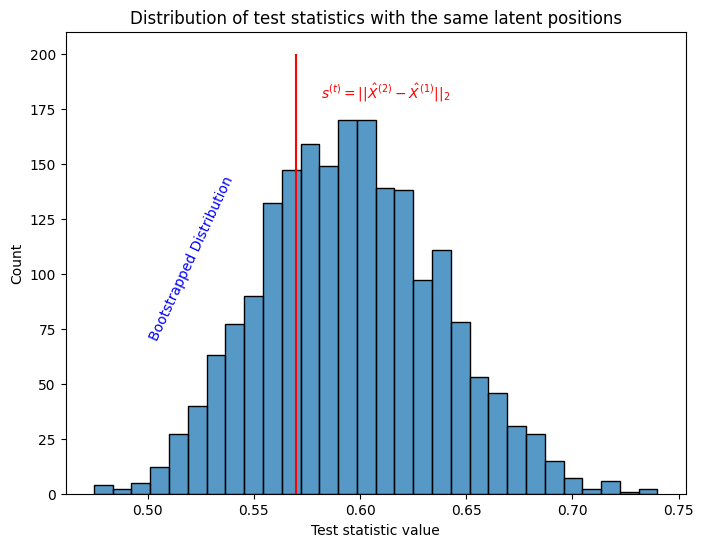 Distribution of test statistics with the same latent positions
200
175
150
125
100
75
50
25
0
Count
s^{(t)} = ||X̂^{(2)} − X̂^{(1)}||_2
Bootstrapped Distribution
0.50 0.55 0.60 0.65 0.70 0.75
Test statistic value